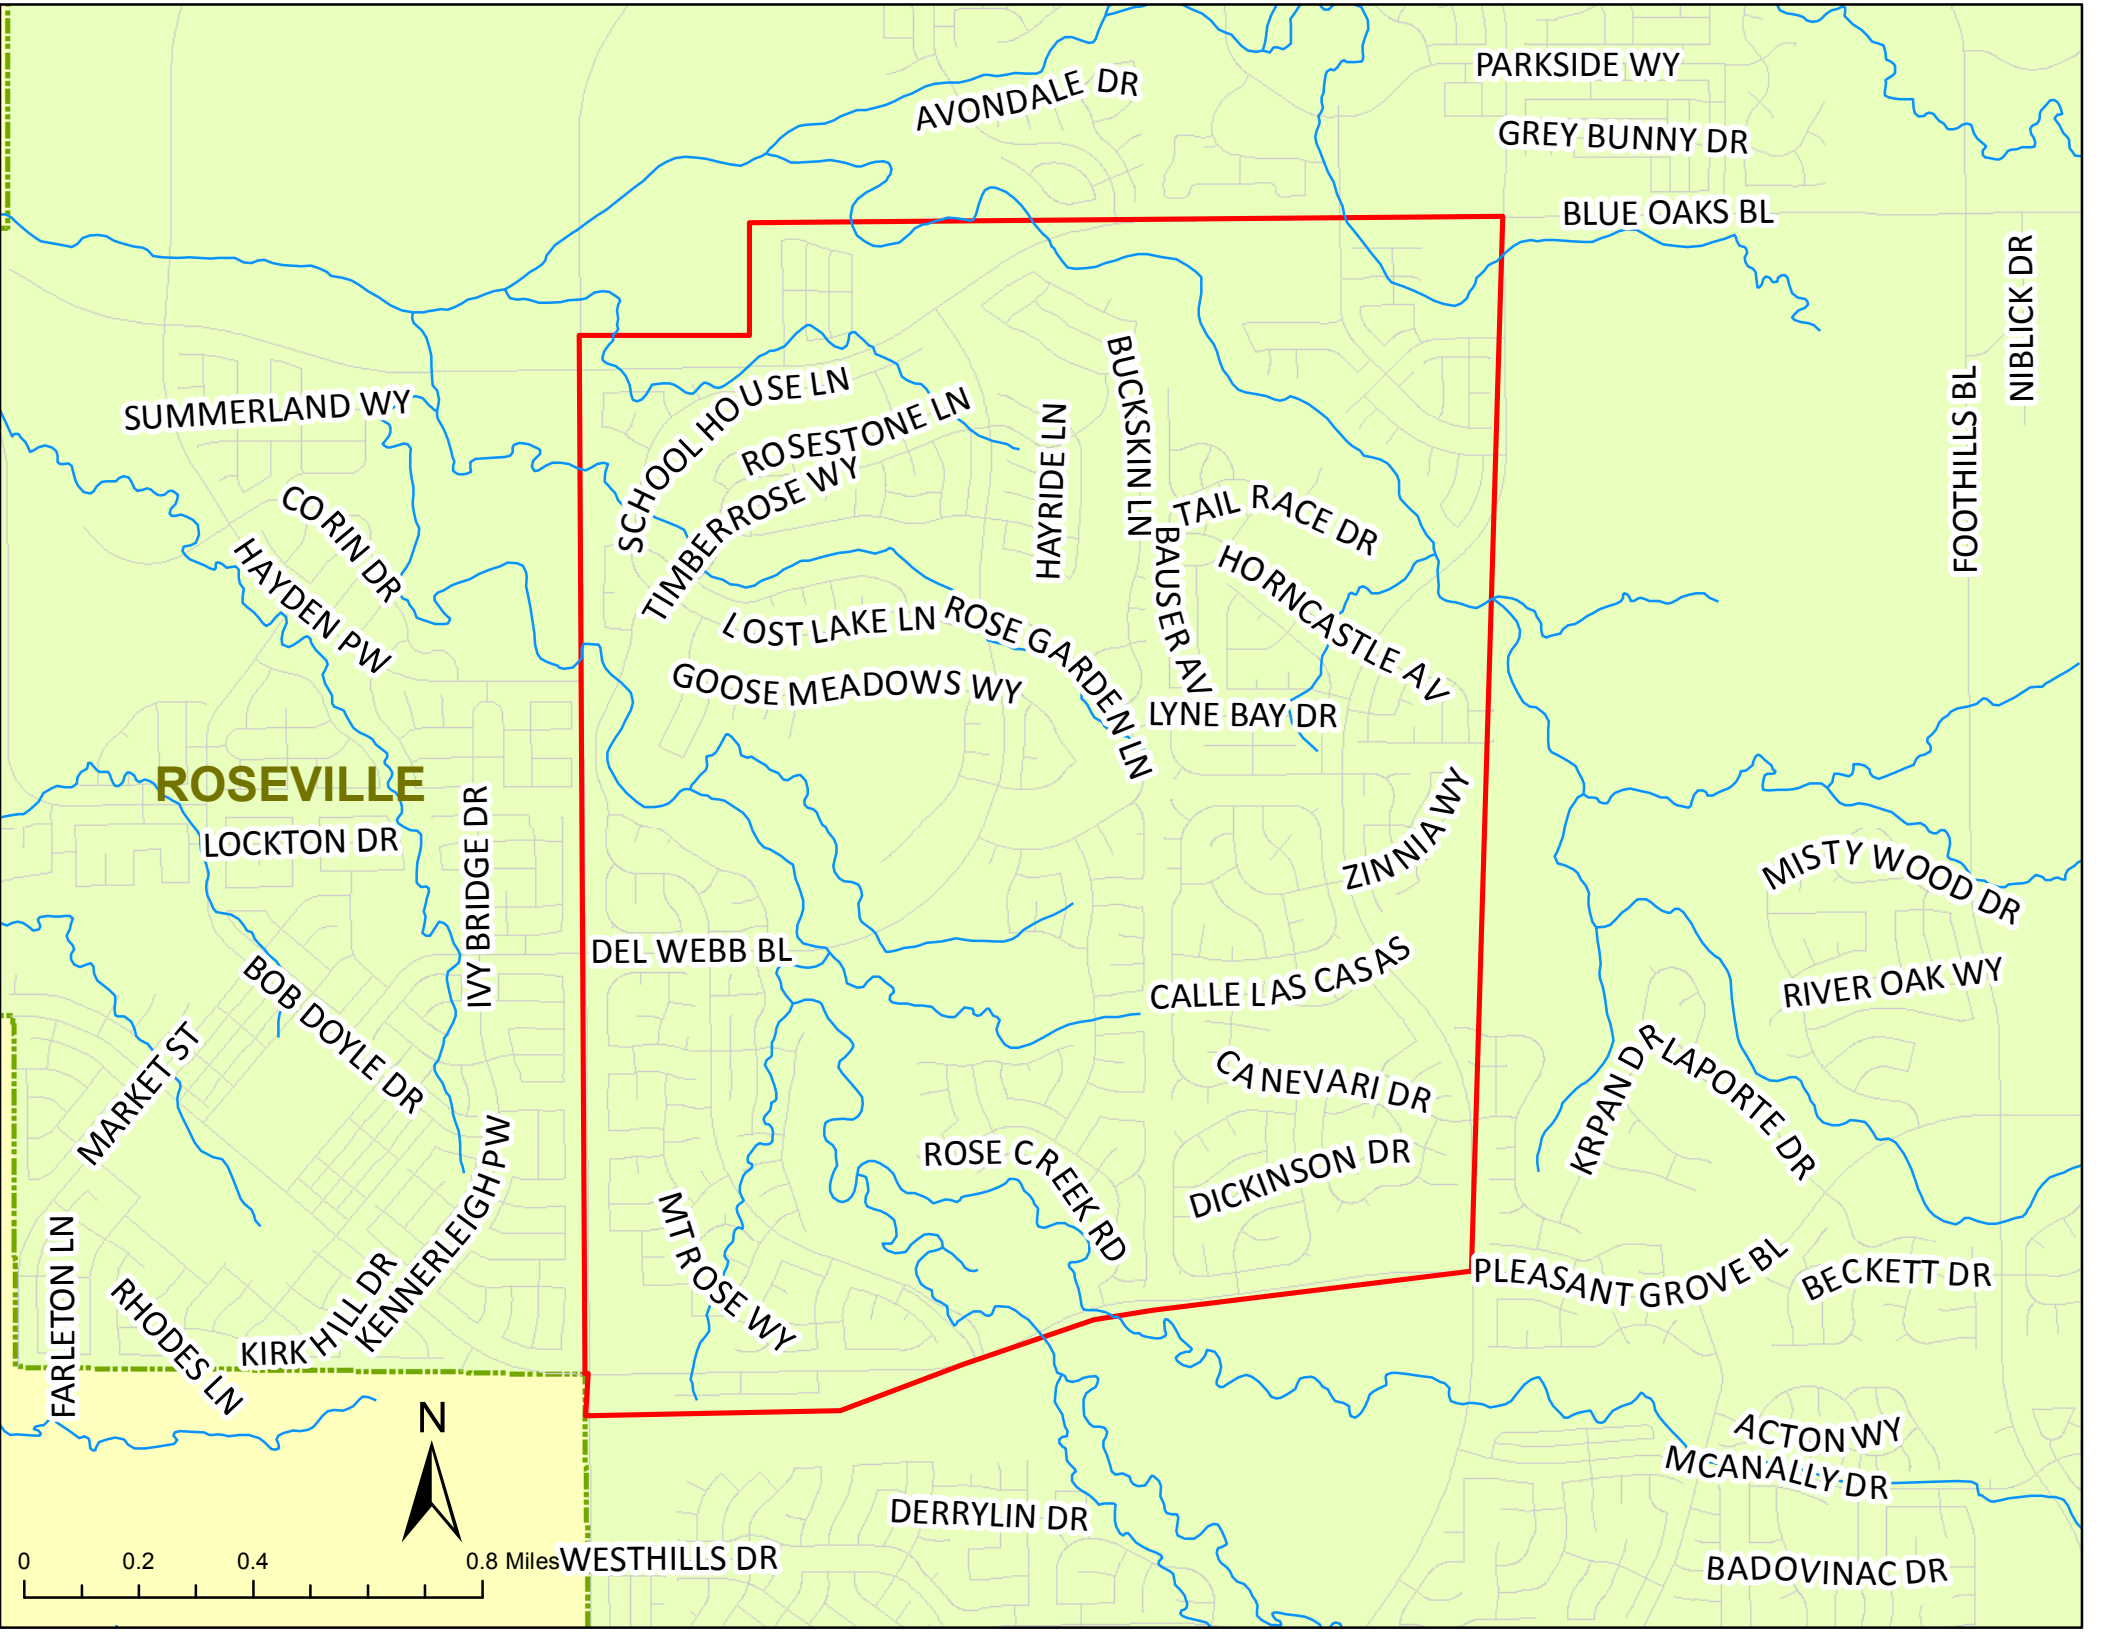 PARKSIDE WY
AVONDALE DR
GREY BUNNY DR
BLUE OAKS BL
NIBLICK DR
FOOTHILLS BL
SUMMERLAND WY
SCHOOL HOUSE LN
ROSESTONE LN
TIMBERROSE WY
HAYRIDE LN
BUCKSKIN LN
TAIL RACE DR
CORIN DR
HAYDEN PW
BAUSER AV
HORNCASTLE AV
LOST LAKE LN
ROSE GARDEN LN
GOOSE MEADOWS WY
LYNE BAY DR
ROSEVILLE
LOCKTON DR
IVY BRIDGE DR
ZINNIA WY
MISTY WOOD DR
DEL WEBB BL
CALLE LAS CASAS
RIVER OAK WY
BOB DOYLE DR
MARKET ST
CANEVARI DR
KRPAN DR
LAPORTE DR
ROSE CREEK RD
DICKINSON DR
KENNERLEIGH PW
MT ROSE WY
PLEASANT GROVE BL
BECKETT DR
FARLETON LN
RHODES LN
KIRK HILL DR
N
ACTON WY
MCANALLY DR
DERRYLIN DR
WESTHILLS DR
BADOVINAC DR
0 0.2 0.4 0.8 Miles